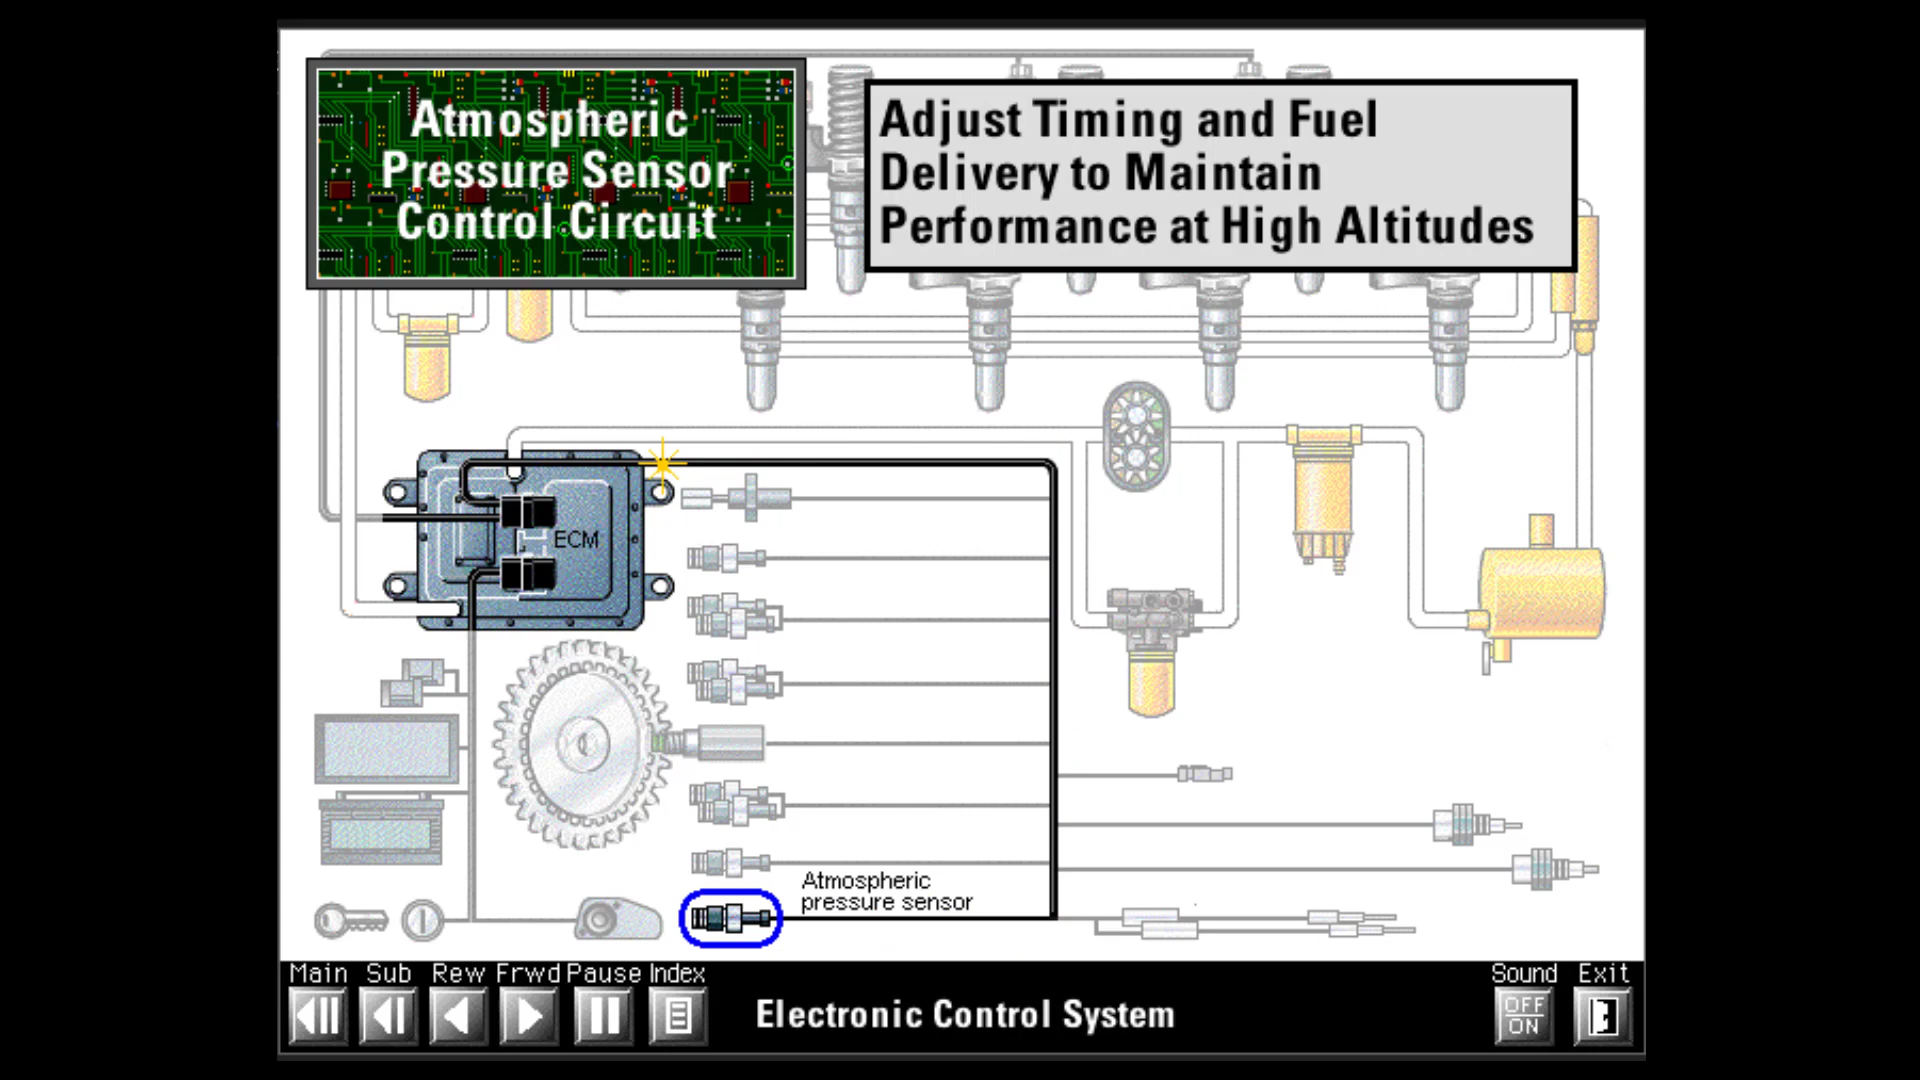 Atmospheric
Pressure Sensor
Control Circuit
Adjust Timing and Fuel
Delivery to Maintain
Performance at High Altitudes
ECM
Atmospheric
pressure sensor
Main Sub Rew Frwd Pause Index
Sound Exit
OFF
ON
Electronic Control System